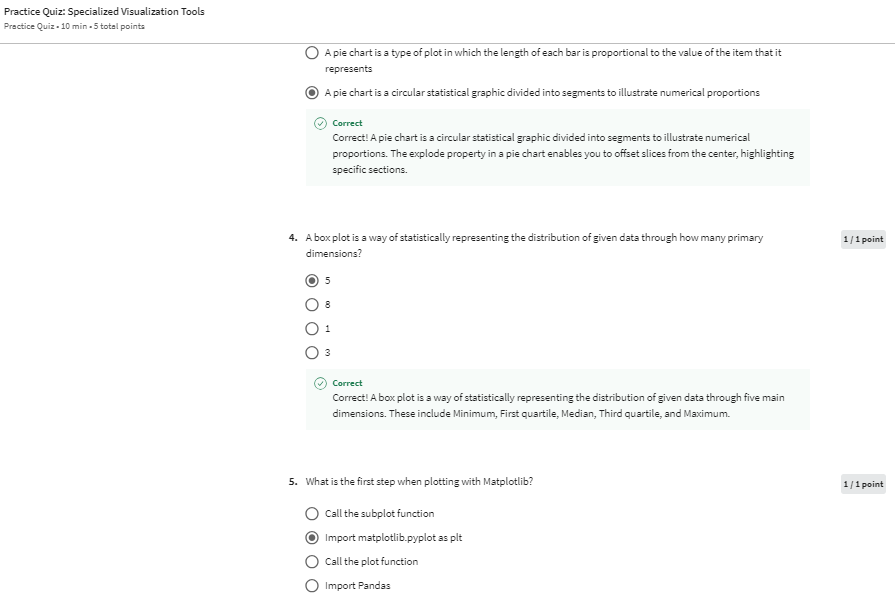 Practice Quiz: Specialized Visualization Tools
Practice Quiz • 10 min • 5 total points
A pie chart is a type of plot in which the length of each bar is proportional to the value of the item that it
represents
A pie chart is a circular statistical graphic divided into segments to illustrate numerical proportions
Correct
Correct! A pie chart is a circular statistical graphic divided into segments to illustrate numerical
proportions. The explode property in a pie chart enables you to offset slices from the center, highlighting
specific sections.
4. A box plot is a way of statistically representing the distribution of given data through how many primary
dimensions?
1 / 1 point
5
8
1
3
Correct
Correct! A box plot is a way of statistically representing the distribution of given data through five main
dimensions. These include Minimum, First quartile, Median, Third quartile, and Maximum.
5. What is the first step when plotting with Matplotlib?
1 / 1 point
Call the subplot function
Import matplotlib.pyplot as plt
Call the plot function
Import Pandas